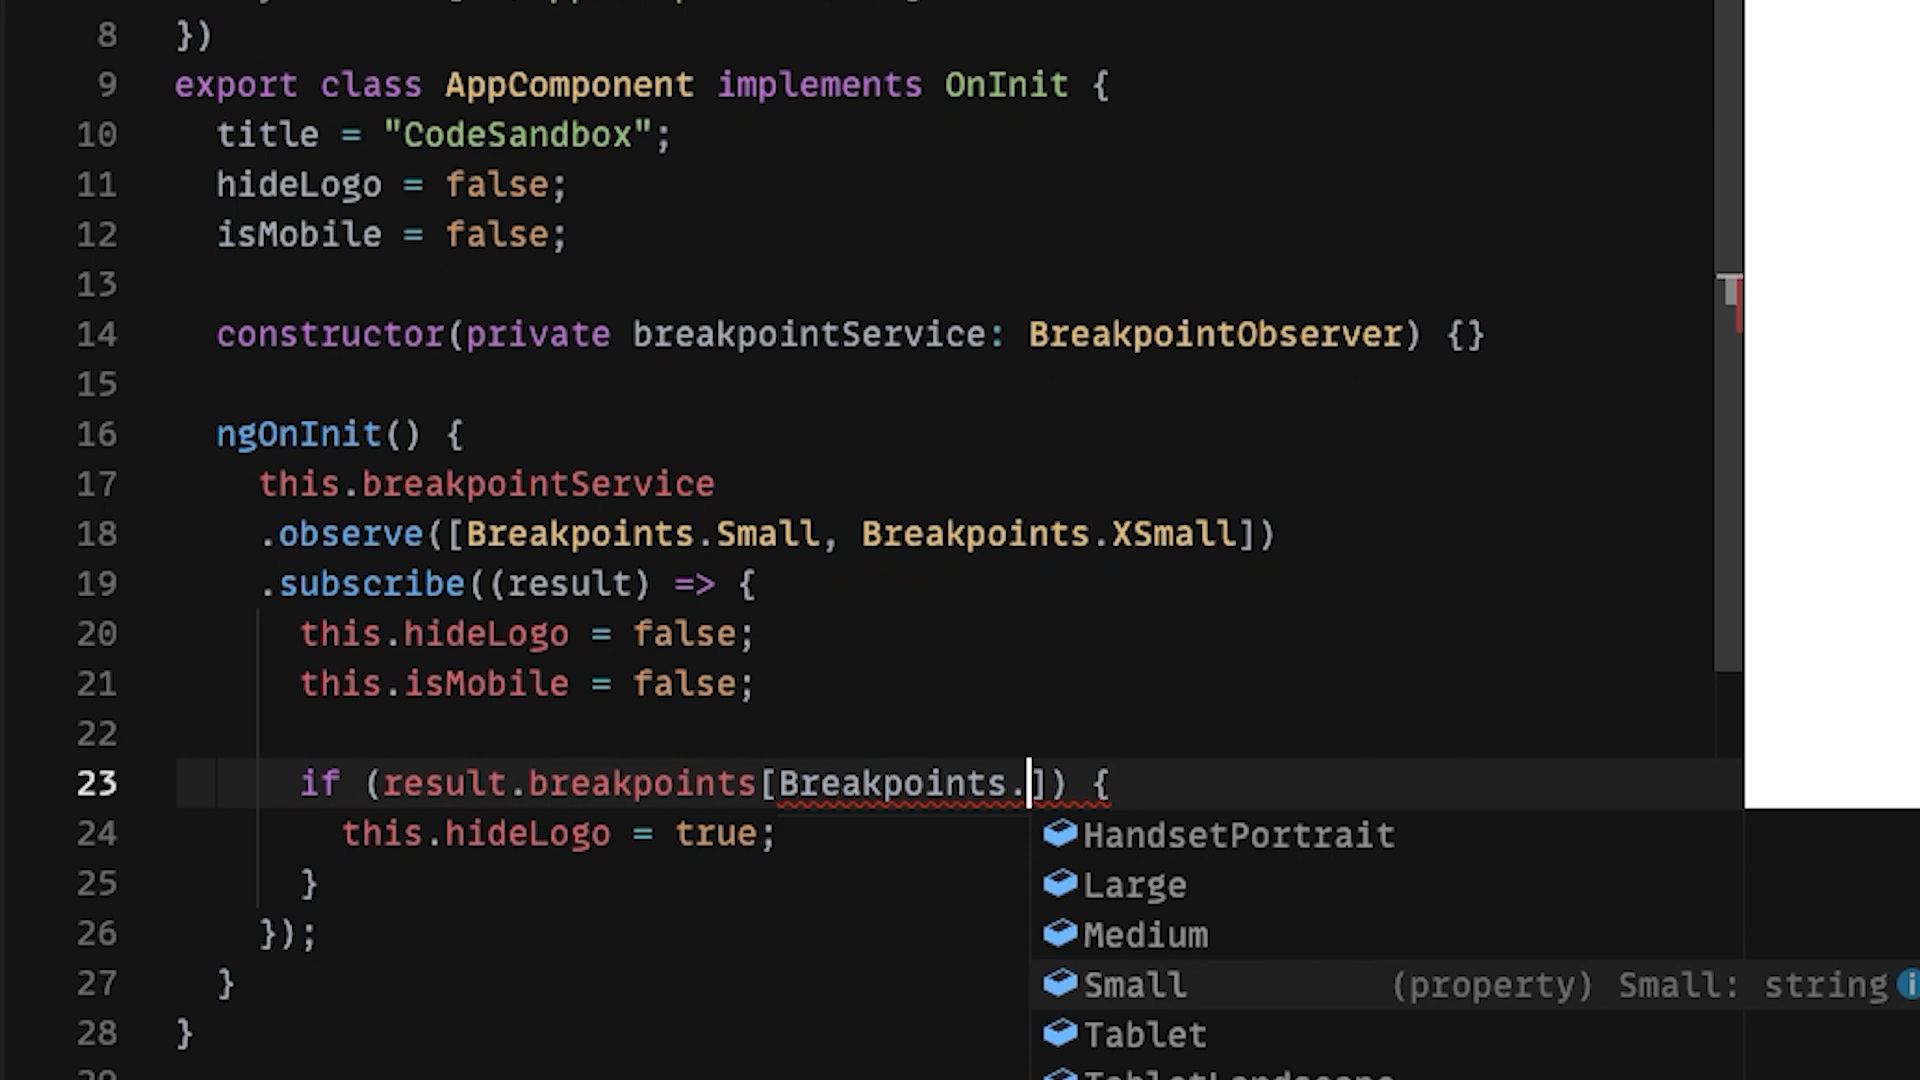 8 })
9 export class AppComponent implements OnInit {
10 title = "CodeSandbox";
11 hideLogo = false;
12 isMobile = false;
13
14 constructor(private breakpointService: BreakpointObserver) {}
15
16 ngOnInit() {
17 this.breakpointService
18 .observe([Breakpoints.Small, Breakpoints.XSmall])
19 .subscribe((result) => {
20 this.hideLogo = false;
21 this.isMobile = false;
22
23 if (result.breakpoints[Breakpoints.]) {
HandsetPortrait
24 this.hideLogo = true;
Large
25 }
Medium
26 });
Small (property) Small: string
27 }
Tablet
28 }